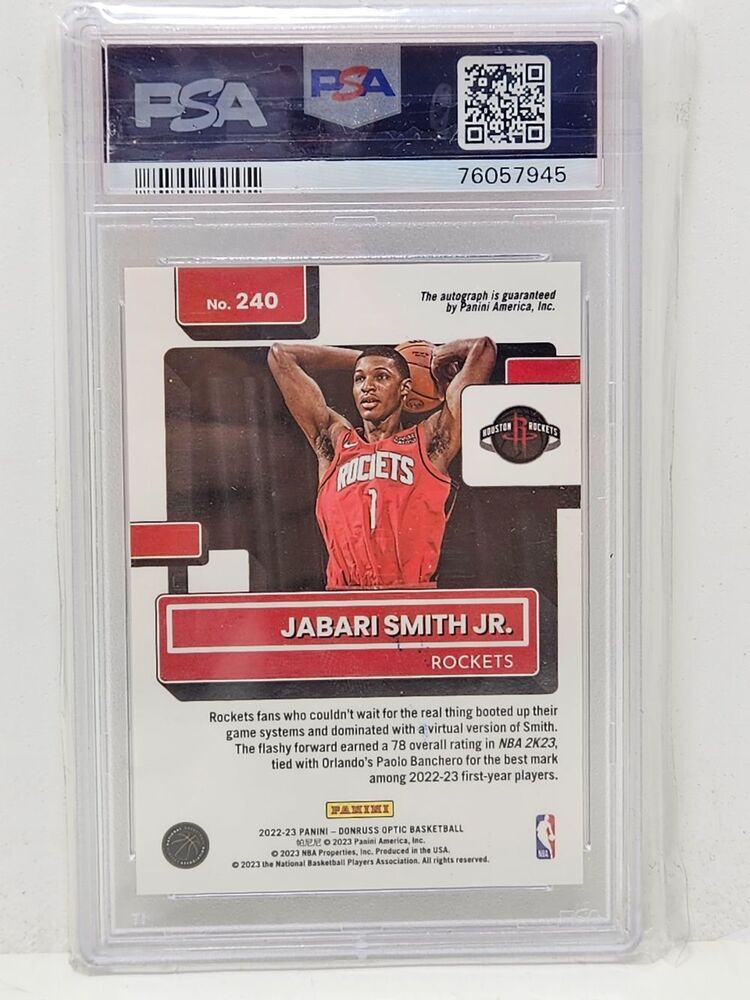 PSA
PSA
76057945
No. 240
The autograph is guaranteed
by Panini America, Inc.
HOUSTON ROCKETS
ROCKETS
1
JABARI SMITH JR.
ROCKETS
Rockets fans who couldn't wait for the real thing booted up their
game systems and dominated with a virtual version of Smith.
The flashy forward earned a 78 overall rating in NBA 2K23,
tied with Orlando's Paolo Banchero for the best mark
among 2022-23 first-year players.
PANINI
2022-23 PANINI – DONRUSS OPTIC BASKETBALL
帕尼尼 © 2023 Panini America, Inc.
© 2023 NBA Properties, Inc. Produced in the USA.
© 2023 the National Basketball Players Association. All rights reserved.
NBA